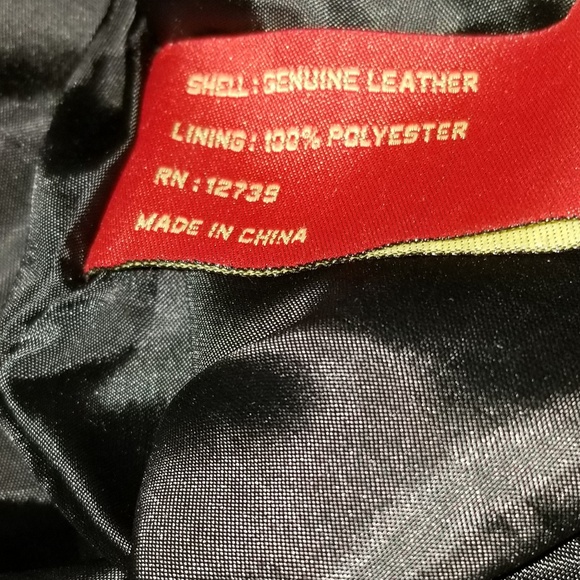 SHELL: GENUINE LEATHER
LINING: 100% POLYESTER
RN: 12739
MADE IN CHINA